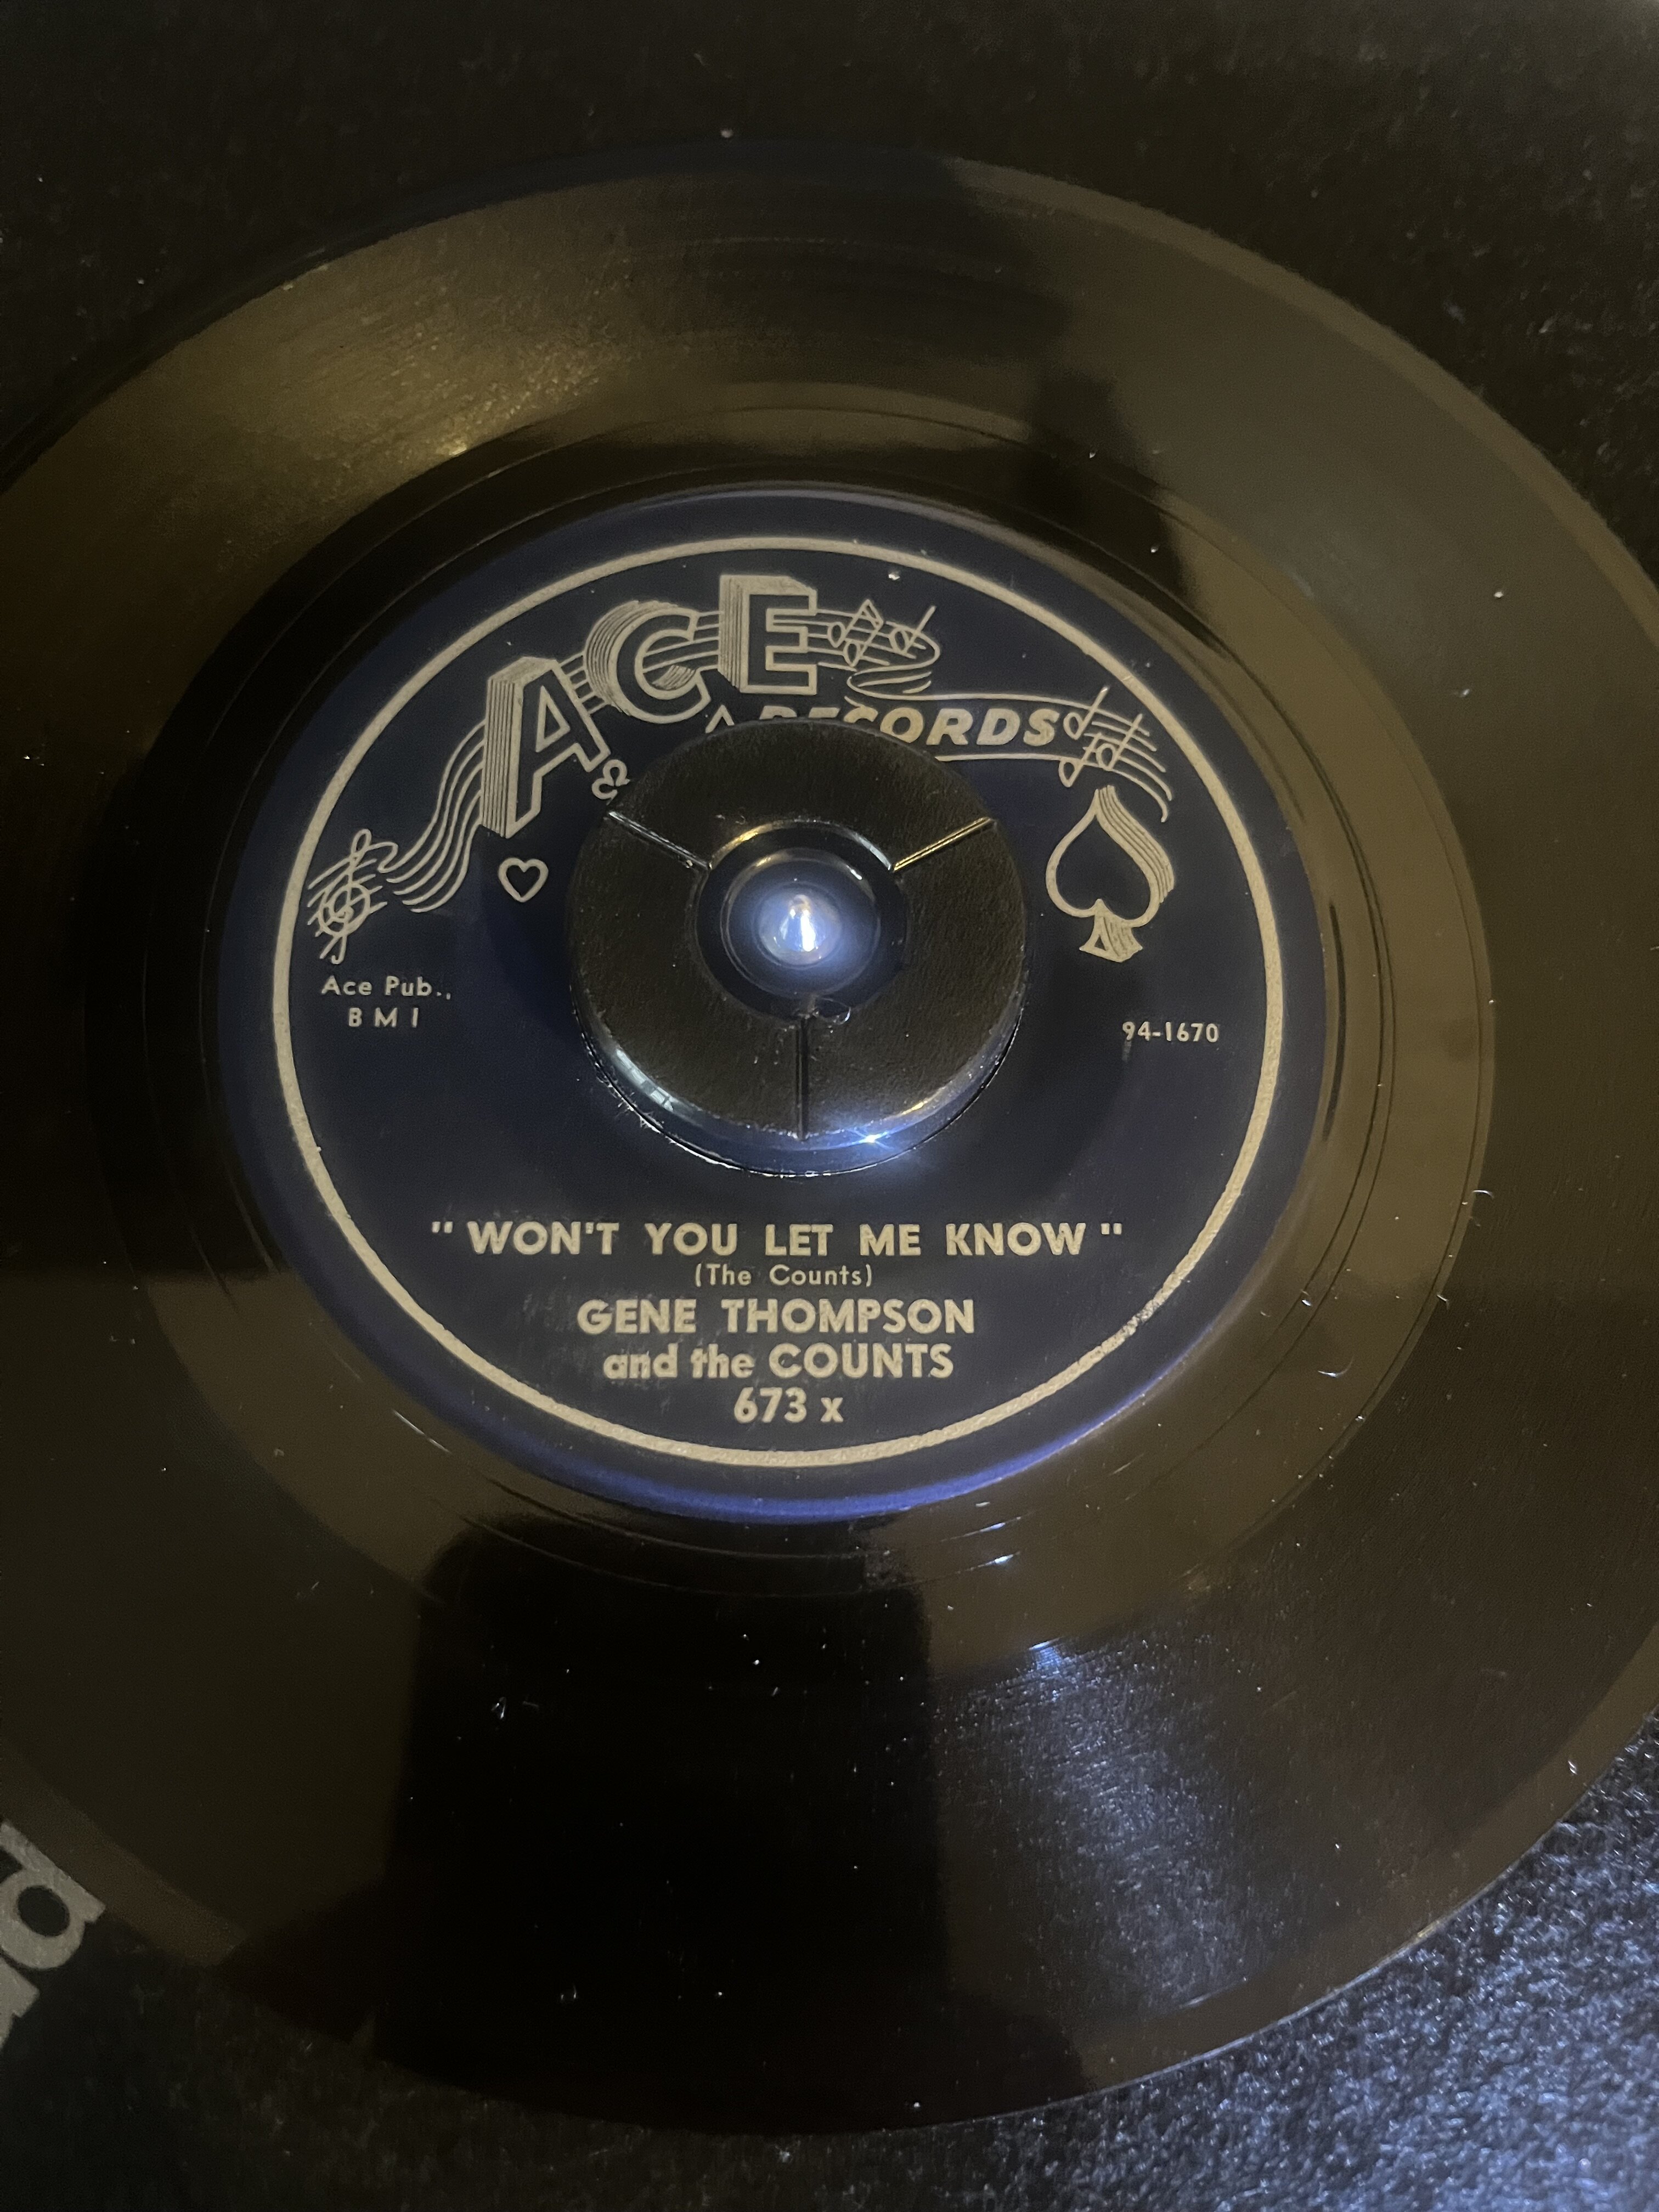 ACE
RECORDS
&
Ace Pub.,
B M I
94-1670
"WON'T YOU LET ME KNOW"
(The Counts)
GENE THOMPSON
and the COUNTS
673 x